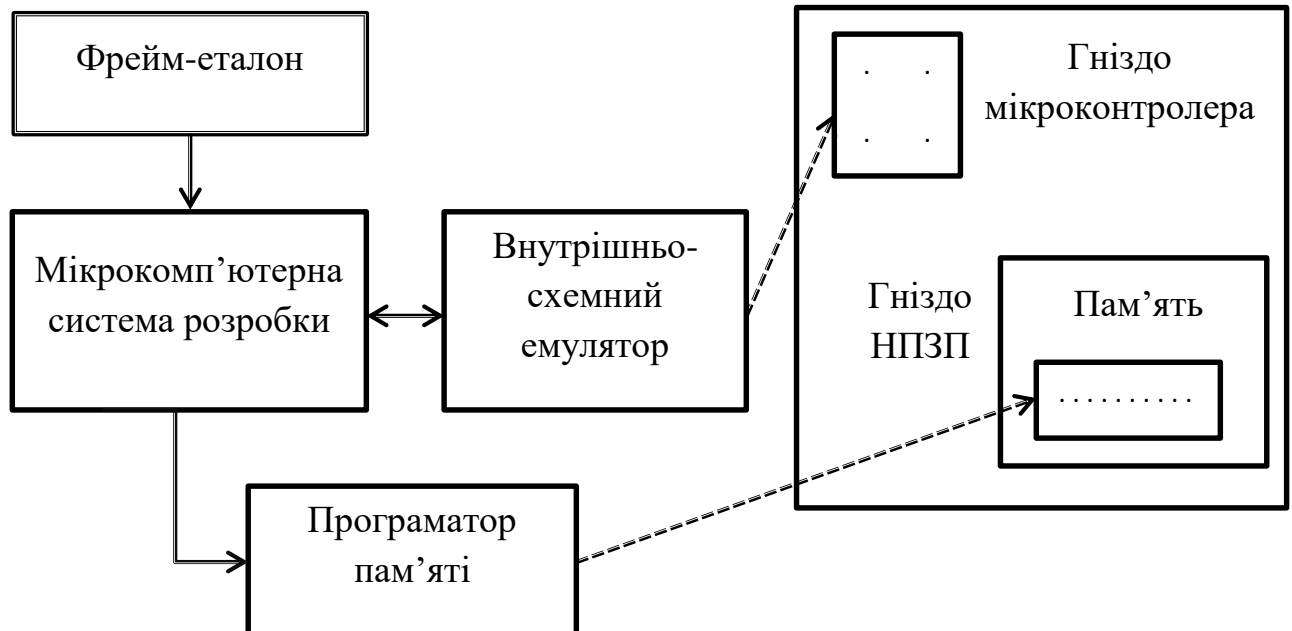 Фрейм-еталон
Гніздо
мікроконтролера
Мікрокомп’ютерна
система розробки
Внутрішньо-
схемний
емулятор
Гніздо
НПЗП
Пам’ять
Програматор
пам’яті